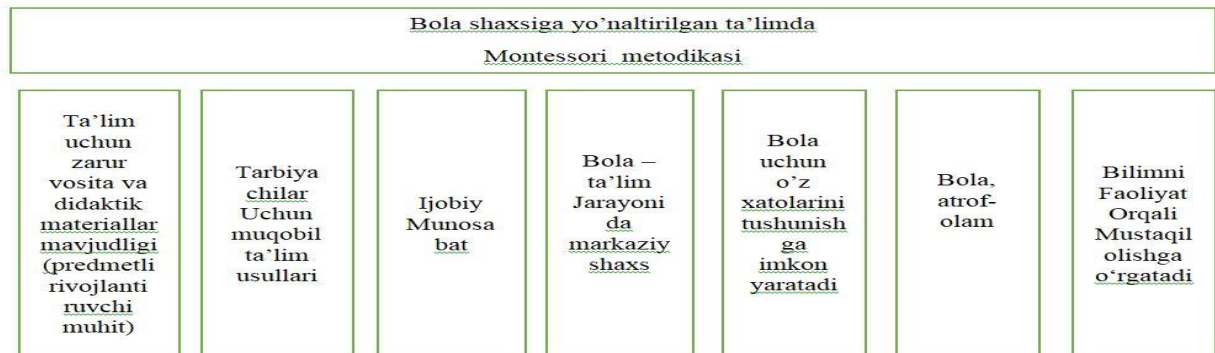 Bola shaxsiga yo’naltirilgan ta’limda
Montessori metodikasi
Ta’lim
uchun
zarur
vosita va
didaktik
materiallar
mavjudligi
(predmetli
rivojlanti
ruvchi
muhit)
Tarbiya
chilar
Uchun
muqobil
ta’lim
usullari
Ijobiy
Munosa
bat
Bola –
ta’lim
Jarayoni
da
markaziy
shaxs
Bola
uchun
o’z
xatolarini
tushunish
ga
imkon
yaratadi
Bola,
atrof-
olam
Bilimni
Faoliyat
Orqali
Mustaqil
olishga
o‘rgatadi